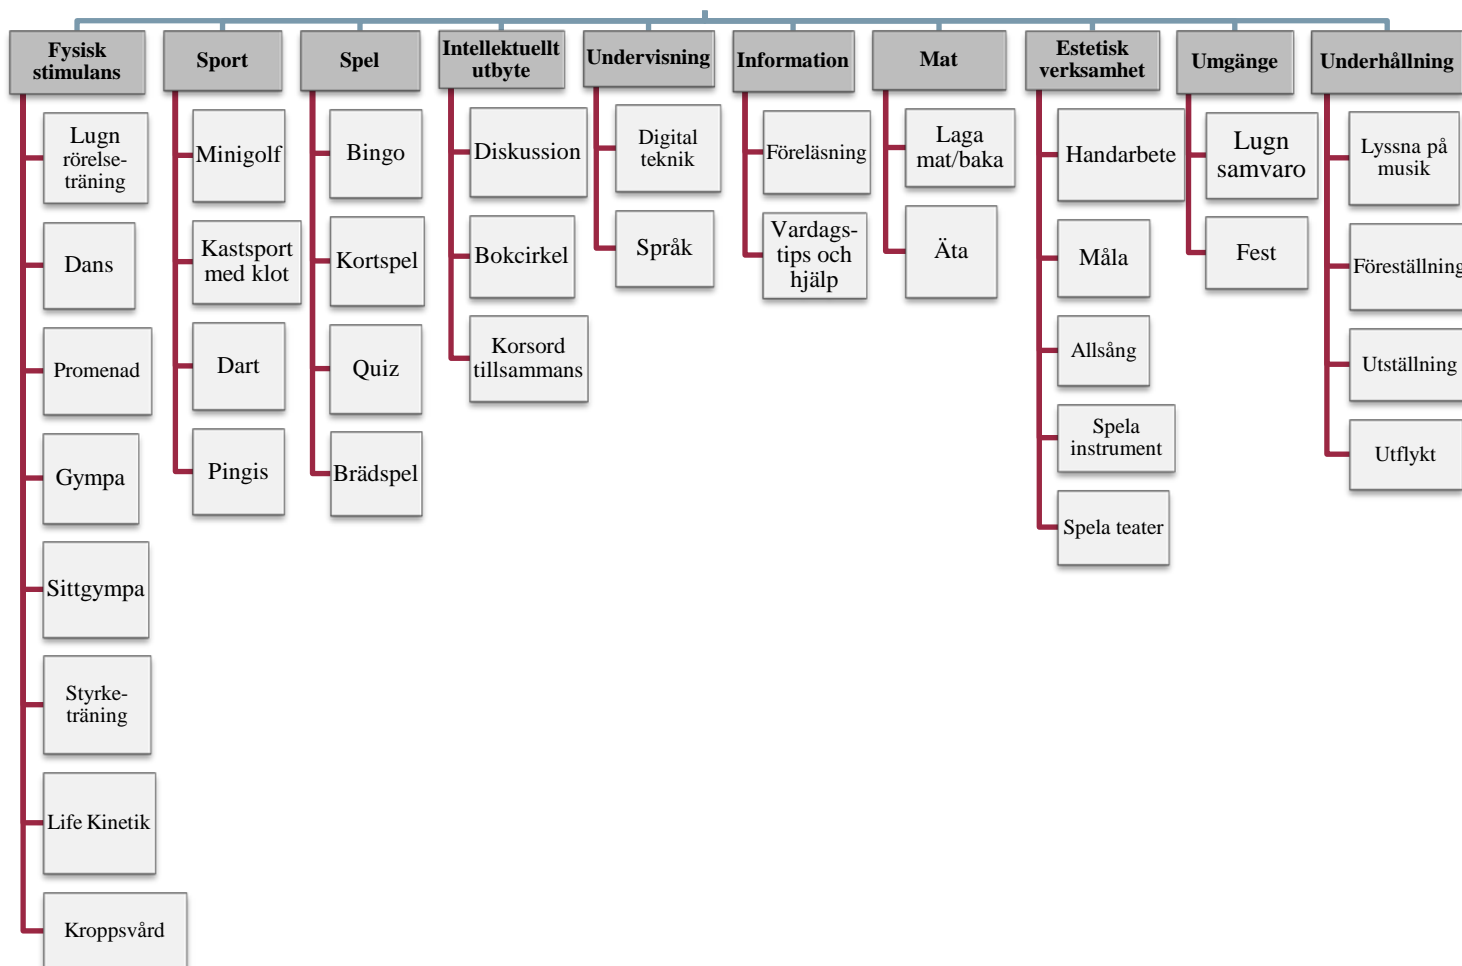 Fysisk
stimulans
Lugn
rörelse-
träning
Dans
Promenad
Gympa
Sittgympa
Styrke-
träning
Life Kinetik
Kroppsvård
Sport
Minigolf
Kastsport
med klot
Dart
Pingis
Spel
Bingo
Kortspel
Quiz
Brädspel
Intellektuellt
utbyte
Diskussion
Bokcirkel
Korsord
tillsammans
Undervisning
Digital
teknik
Språk
Information
Föreläsning
Vardags-
tips och
hjälp
Mat
Laga
mat/baka
Äta
Estetisk
verksamhet
Handarbete
Måla
Allsång
Spela
instrument
Spela teater
Umgänge
Lugn
samvaro
Fest
Underhållning
Lyssna på
musik
Föreställning
Utställning
Utflykt